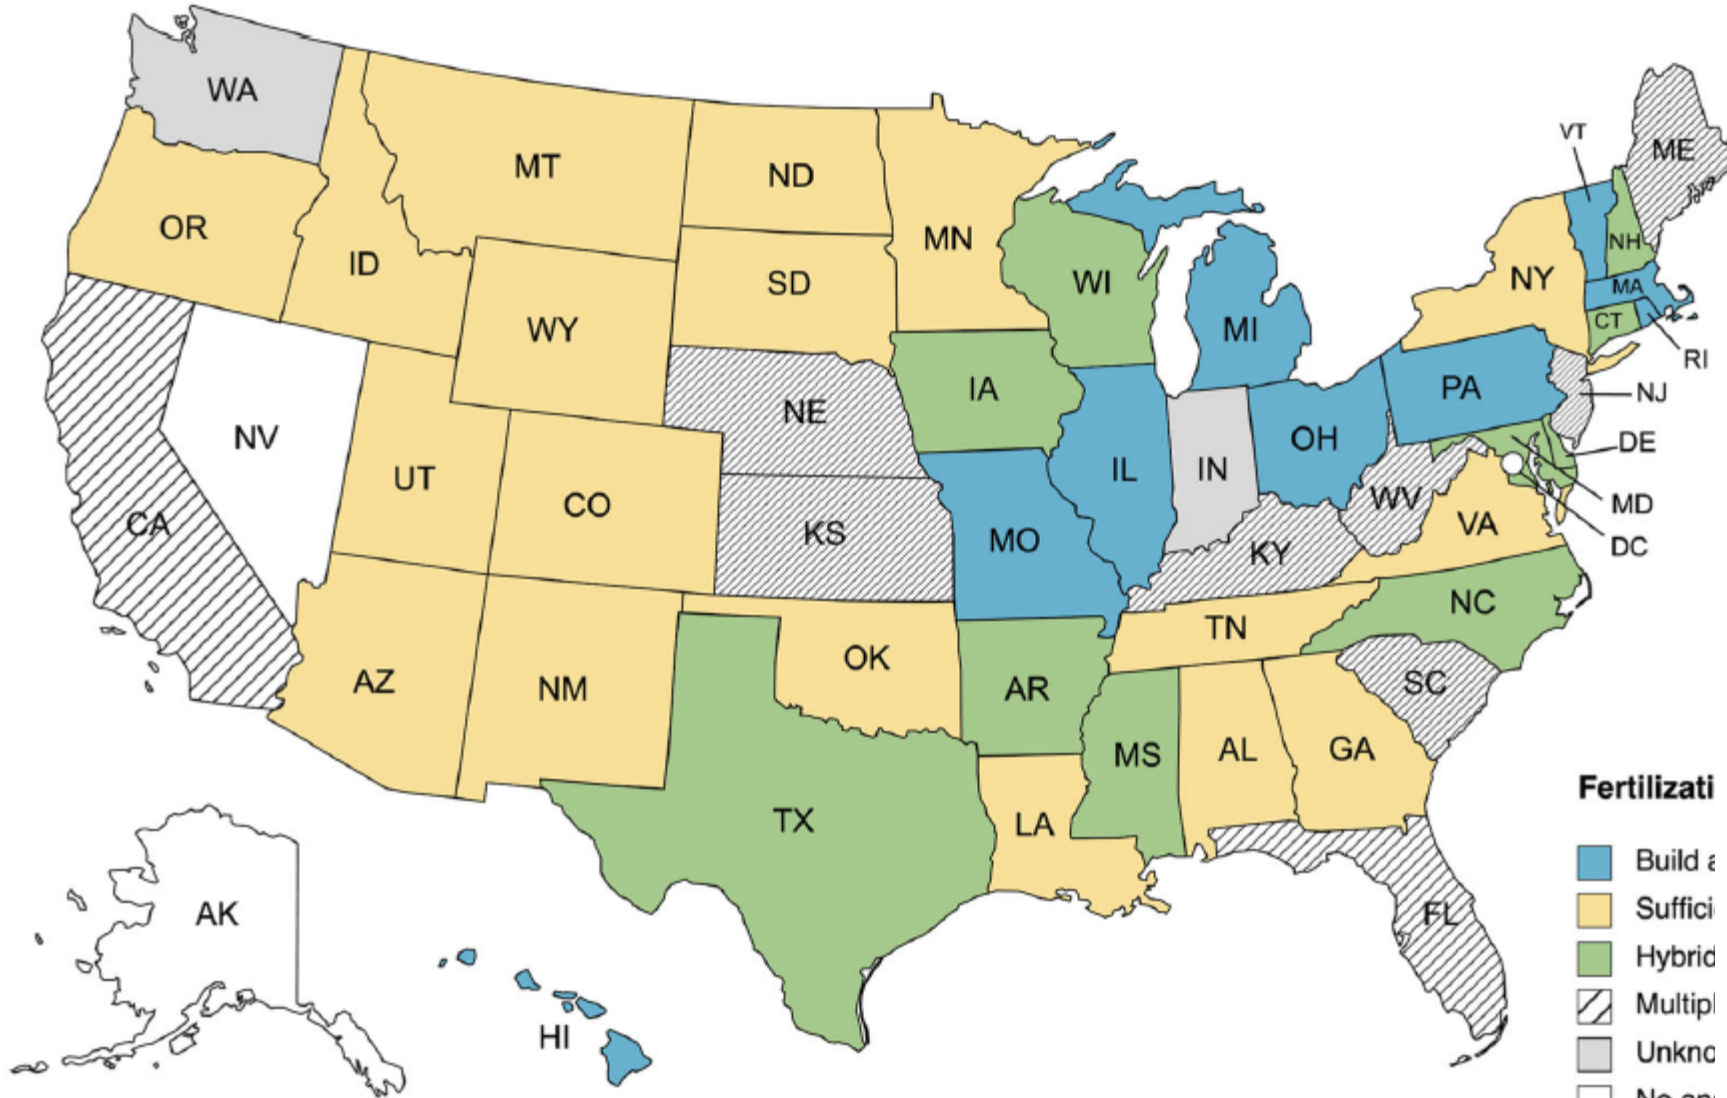 WA
MT
ND
MN
VT
ME
OR
ID
SD
WI
NH
NY
MA
WY
MI
CT
RI
IA
PA
NJ
NE
NV
OH
DE
UT
CO
IL
IN
WV
MD
CA
KS
MO
KY
VA
DC
NC
TN
OK
AZ
NM
AR
SC
MS
AL
GA
TX
LA
Fertilizati
Build a
AK
FL
Suffici
Hybrid
Multipl
HI
Unkno